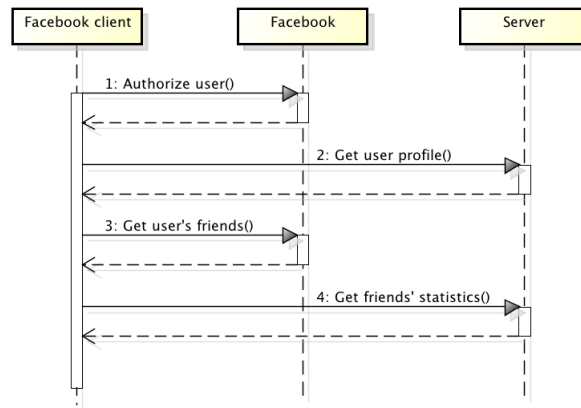 Facebook client
Facebook
Server
1: Authorize user()
2: Get user profile()
3: Get user's friends()
4: Get friends' statistics()